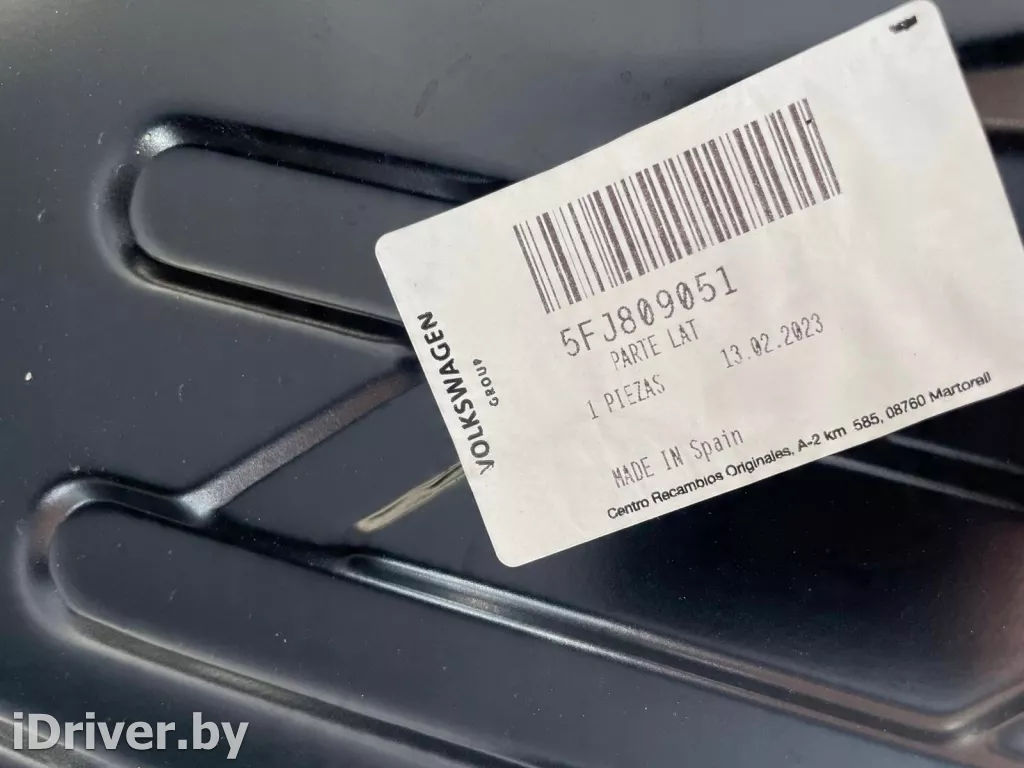 VOLKSWAGEN
GROUP
5FJ809051
PARTE LAT
1 PIEZAS 13.02.2023
MADE IN Spain
Centro Recambios Originales, A-2 km 585, 08760 Martorell
iDriver.by